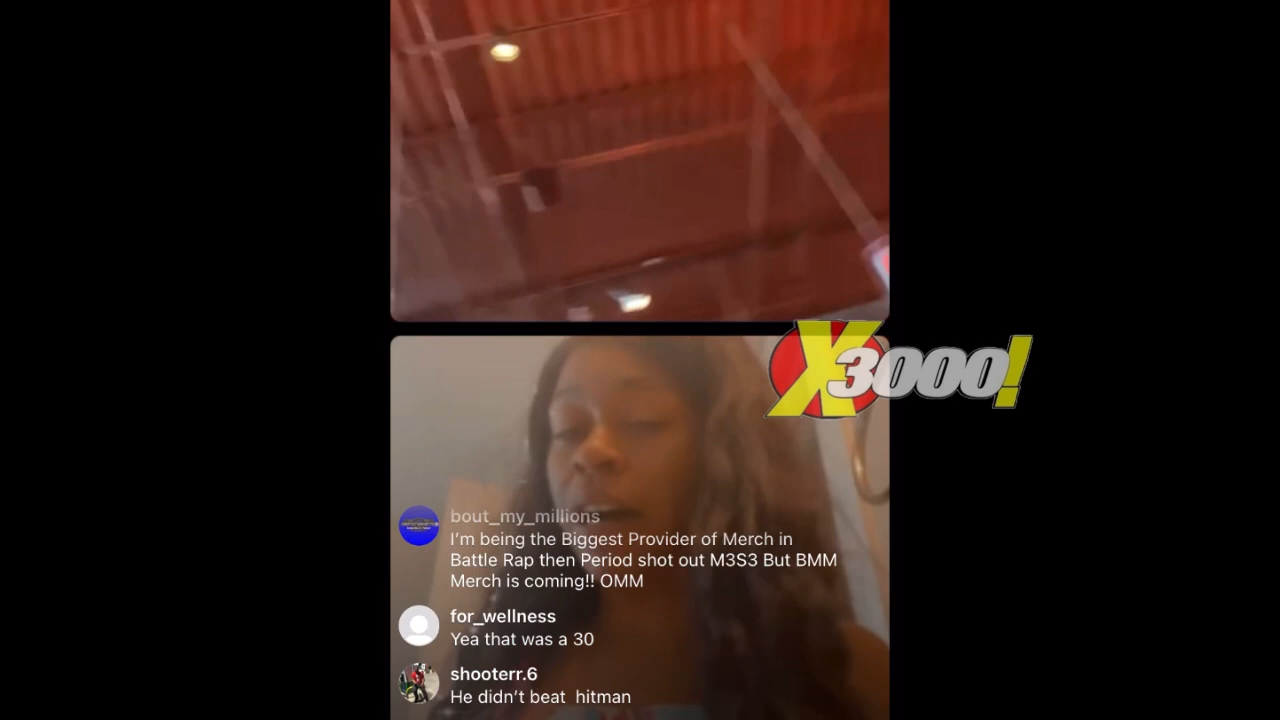 X3000!
bout_my_millions
I'm being the Biggest Provider of Merch in
Battle Rap then Period shot out M3S3 But BMM
Merch is coming!! OMM
for_wellness
Yea that was a 30
shooterr.6
He didn't beat hitman